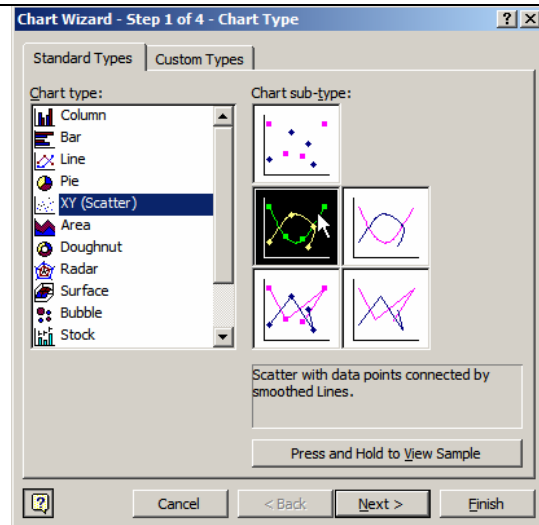 Chart Wizard - Step 1 of 4 - Chart Type
Standard Types
Custom Types
Chart type:
Column
Bar
Line
Pie
XY (Scatter)
Area
Doughnut
Radar
Surface
Bubble
Stock
Chart sub-type:
Scatter with data points connected by
smoothed Lines.
Press and Hold to View Sample
Cancel
< Back
Next >
Finish